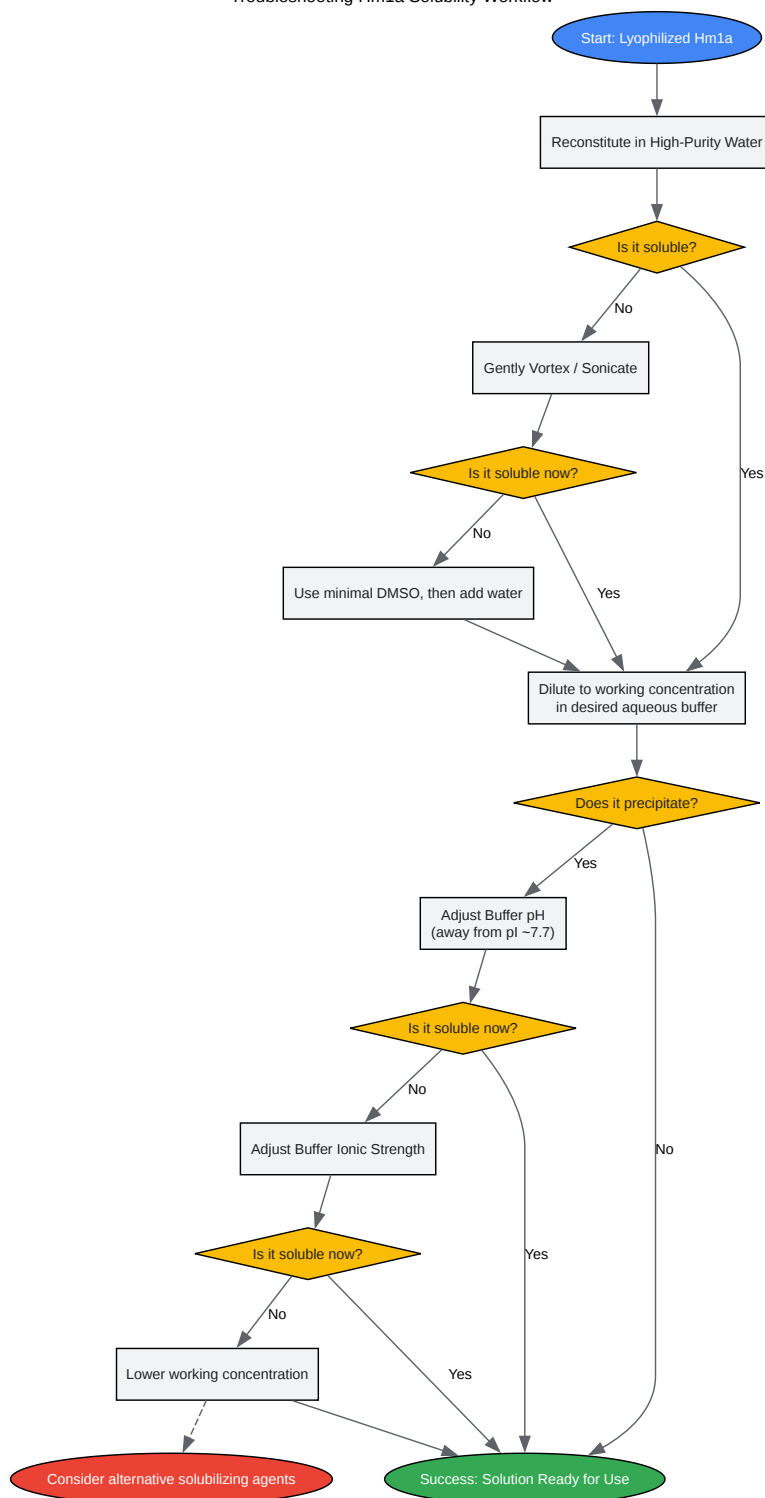 Troubleshooting Hm1a Solubility Workflow
Start: Lyophilized Hm1a
Reconstitute in High-Purity Water
Is it soluble?
No
Gently Vortex / Sonicate
Is it soluble now?
Yes
No
Use minimal DMSO, then add water
Yes
Dilute to working concentration
in desired aqueous buffer
Does it precipitate?
Yes
Adjust Buffer pH
(away from pI ~7.7)
Is it soluble now?
No
Adjust Buffer Ionic Strength
No
Is it soluble now?
Yes
No
Lower working concentration
Yes
Consider alternative solubilizing agents
Success: Solution Ready for Use